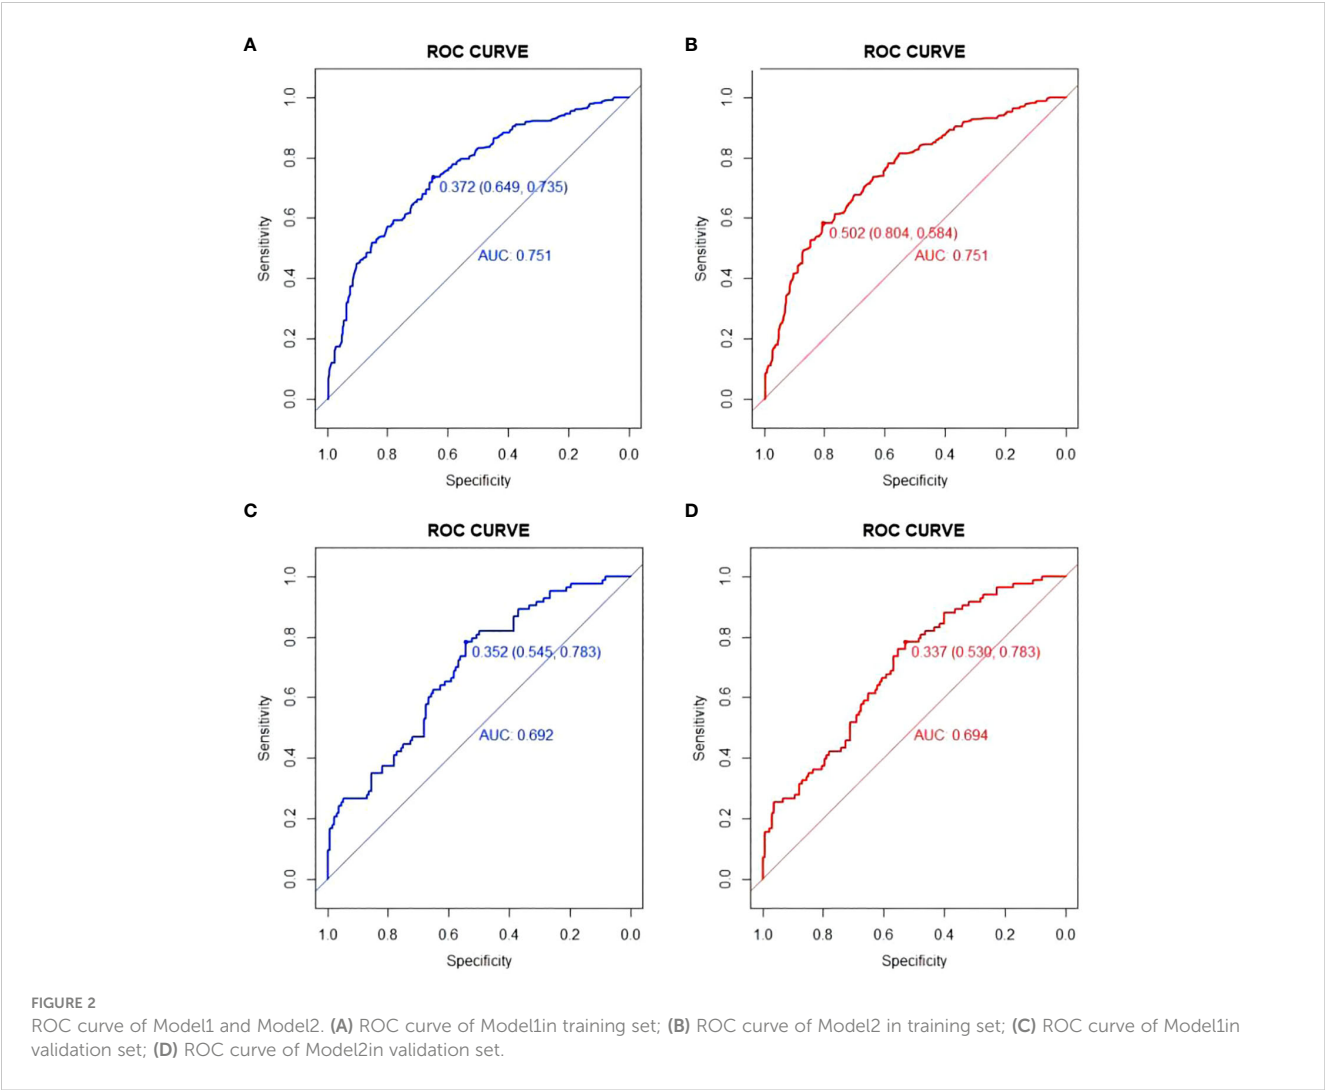 A
ROC CURVE
Sensitivity
1.0
0.8
0.6
0.4
0.2
0.0
0.372 (0.649, 0.735)
AUC: 0.751
1.0 0.8 0.6 0.4 0.2 0.0
Specificity
B
ROC CURVE
Sensitivity
1.0
0.8
0.6
0.4
0.2
0.0
0.502 (0.804, 0.584)
AUC: 0.751
1.0 0.8 0.6 0.4 0.2 0.0
Specificity
C
ROC CURVE
Sensitivity
1.0
0.8
0.6
0.4
0.2
0.0
0.352 (0.545, 0.783)
AUC: 0.692
1.0 0.8 0.6 0.4 0.2 0.0
Specificity
D
ROC CURVE
Sensitivity
1.0
0.8
0.6
0.4
0.2
0.0
0.337 (0.530, 0.783)
AUC: 0.694
1.0 0.8 0.6 0.4 0.2 0.0
Specificity
FIGURE 2
ROC curve of Model1 and Model2. (A) ROC curve of Model1in training set; (B) ROC curve of Model2 in training set; (C) ROC curve of Model1in
validation set; (D) ROC curve of Model2in validation set.